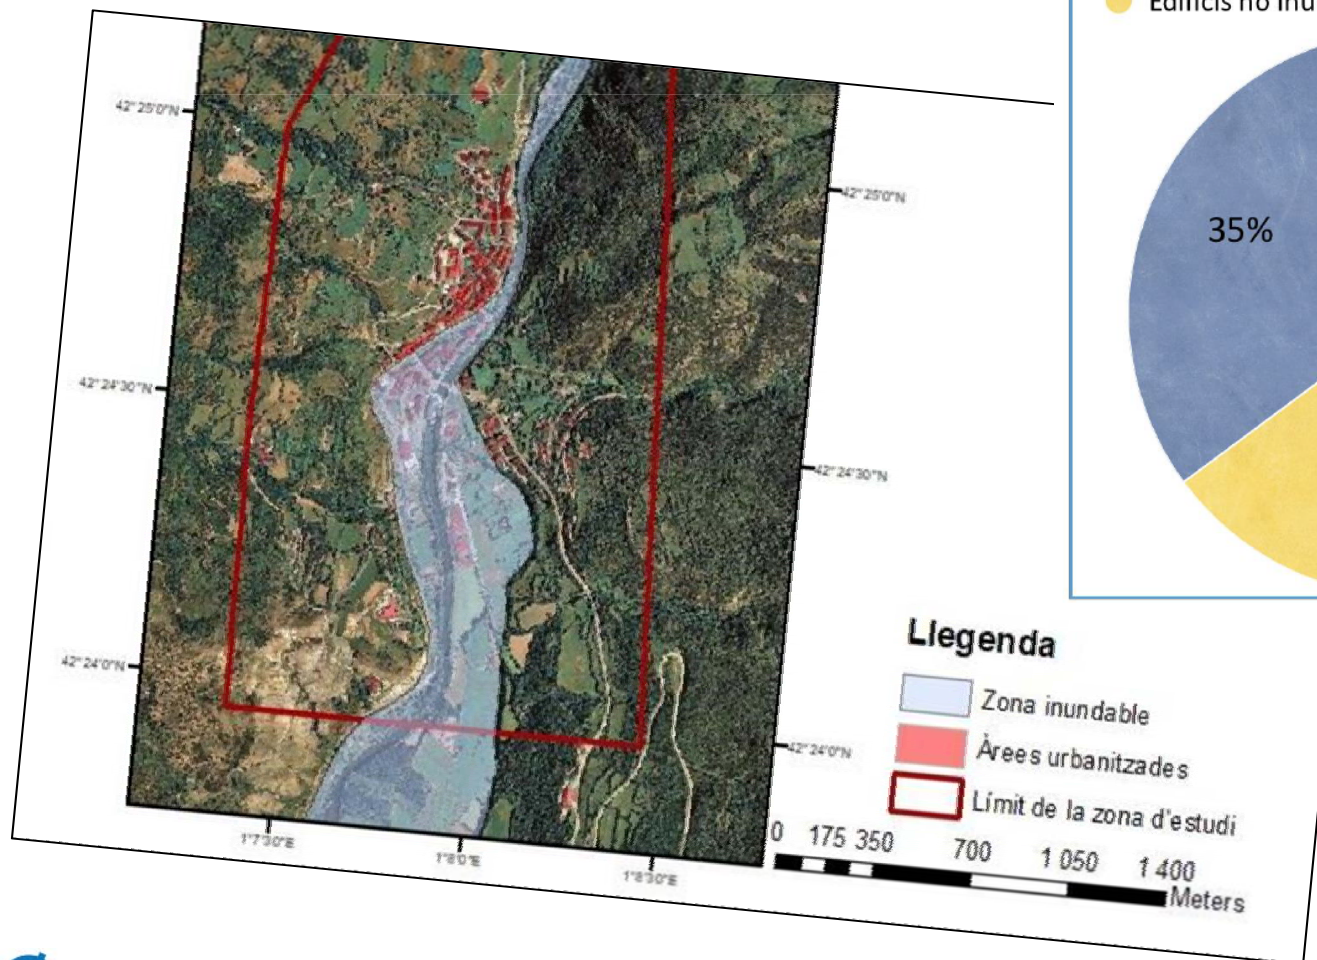 Edificis no
35%
42°25'0"N
42°25'0"N
42°24'30"N
42°24'30"N
42°24'0"N
42°24'0"N
1°7'30"E
1°8'0"E
1°8'30"E
Llegenda
Zona inundable
Àrees urbanitzades
Límit de la zona d'estudi
0 175 350 700 1 050 1 400
Meters